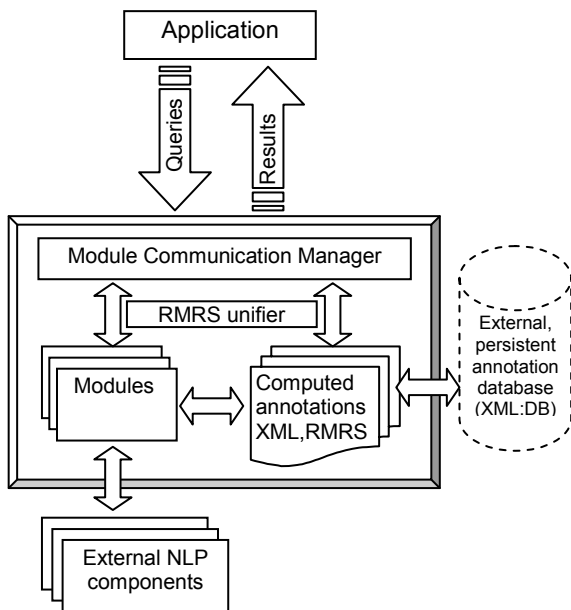 Application
Queries
Results
Module Communication Manager
RMRS unifier
Modules
Computed
annotations
XML,RMRS
External,
persistent
annotation
database
(XML:DB)
External NLP
components